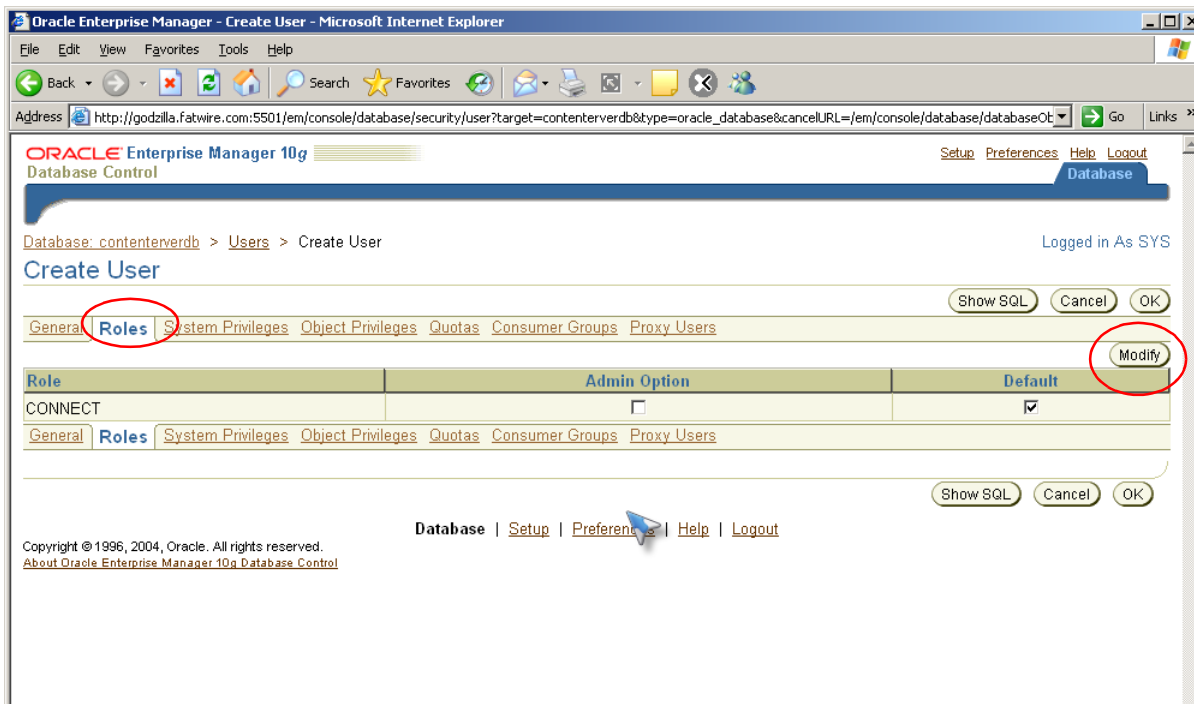 Oracle Enterprise Manager - Create User - Microsoft Internet Explorer
File Edit View Favorites Tools Help
Back Search Favorites
Address http://godzilla.fatwire.com:5501/em/console/database/security/user?target=contenterverdb&type=oracle_database&cancelURL=/em/console/database/databaseOb Go Links »
ORACLE Enterprise Manager 10g Setup Preferences Help Logout
Database Control Database
Database: contenterverdb > Users > Create User Logged in As SYS
Create User
Show SQL Cancel OK
General Roles System Privileges Object Privileges Quotas Consumer Groups Proxy Users
Modify
Role Admin Option Default
CONNECT
General Roles System Privileges Object Privileges Quotas Consumer Groups Proxy Users
Show SQL Cancel OK
Database | Setup | Preferences | Help | Logout
Copyright © 1996, 2004, Oracle. All rights reserved.
About Oracle Enterprise Manager 10g Database Control